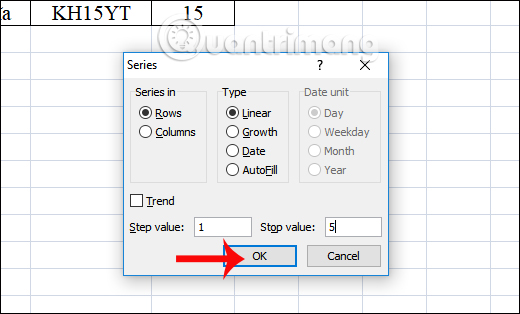 KH15YT 15
Quantrimang
Series ?
Series in Type Date unit
Rows Linear Day
Columns Growth Weekday
Date Month
AutoFill Year
Trend
Step value: 1 Stop value: 5
OK Cancel